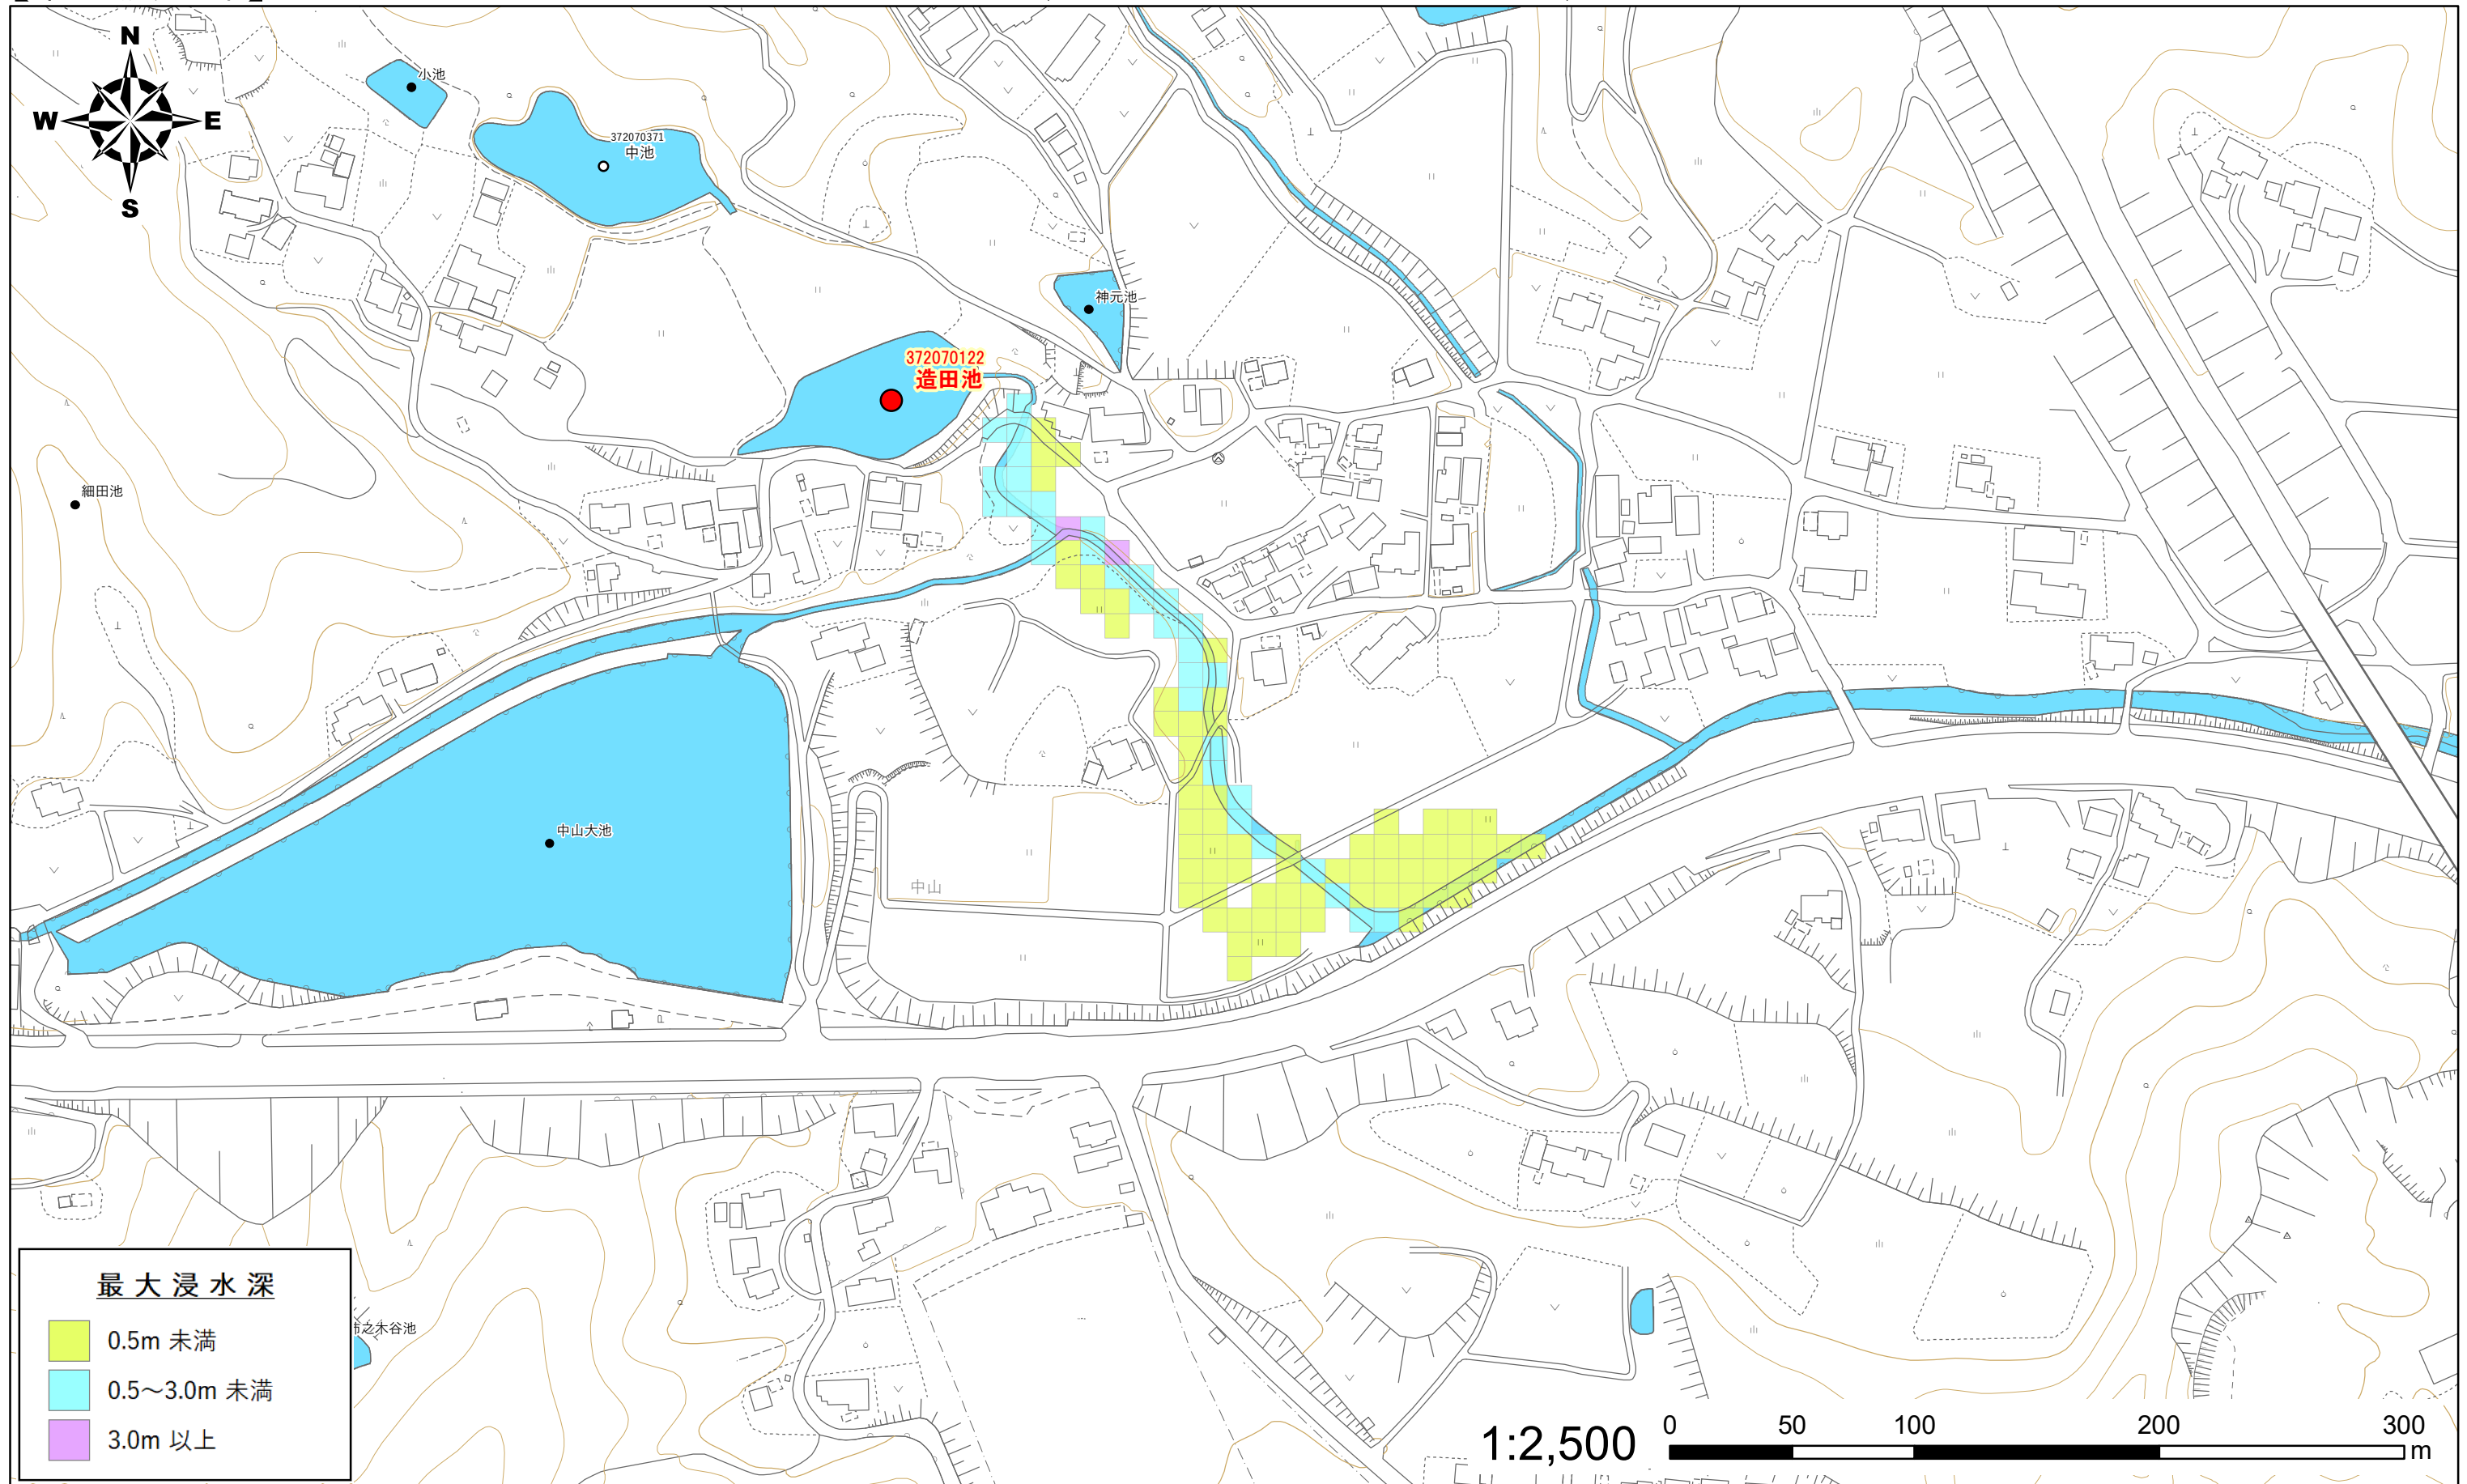 N
W
E
S
小池
372070371
中池
神元池
372070122
造田池
細田池
中山大池
中山
最大浸水深
0.5m 未満
0.5～3.0m 未満
3.0m 以上
之木谷池
1:2,500
0 50 100 200 300
m